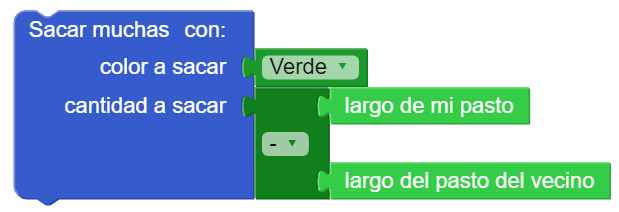 Sacar muchas con:
color a sacar Verde
cantidad a sacar largo de mi pasto
-
largo del pasto del vecino